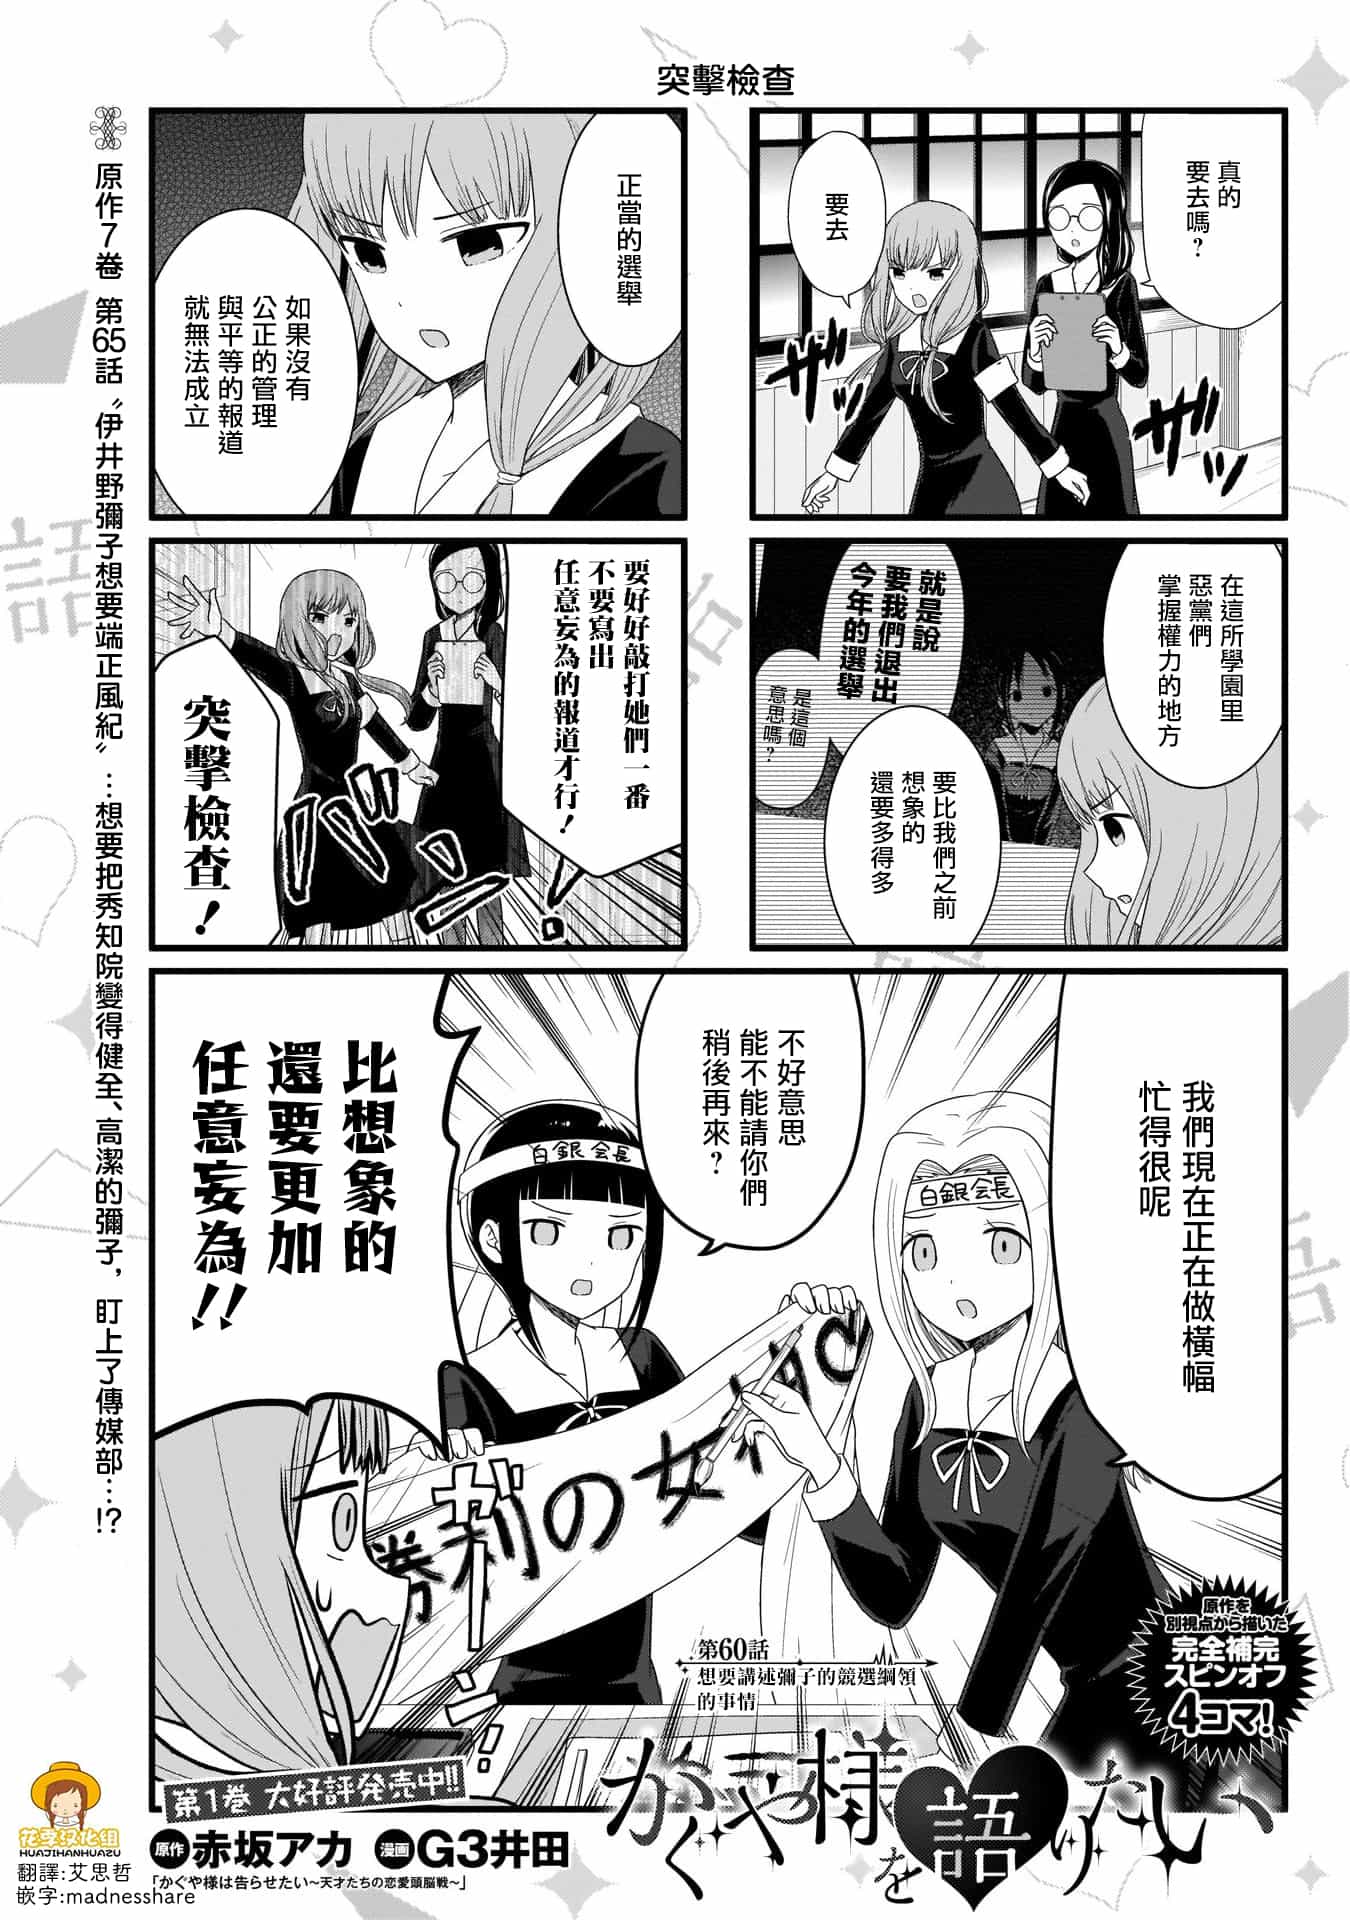 突擊檢查
真的
要去嗎？
要去
ザッ
ザッ
在這所學園里
惡黨們
掌握權力的地方
要比我們之前
想象的
還要多得多
就是說
要我們退出
今年的選舉
是這個
意思嗎？
正當的選舉
如果沒有
公正的管理
與平等的報道
就無法成立
要好好敲打她們一番
不要寫出
任意妄為的報道才行！
突擊檢查！
バンッ！
我們現在正在做橫幅
忙得很呢
不好意思
能不能請你們
稍後再來？
比想象的
還要更加
任意妄為！！
白銀会長
白銀会長
勝利の女
ガーン！
原作7卷 第65話〝伊井野彌子想要端正風紀〟…想要把秀知院變得健全、高潔的彌子，盯上了傳媒部…!?
第60話
想要講述彌子的競選綱領
的事情
原作を
別視点から描いた
完全補完
スピンオフ
4コマ！
かぐや様を語りたい
第1巻 大好評発売中!!
原作 赤坂アカ 漫画 G3井田
「かぐや様は告らせたい～天才たちの恋愛頭脳戦～」
花享汉化组
HUAJIHANHUAZU
翻譯:艾思哲
嵌字:madnesshare